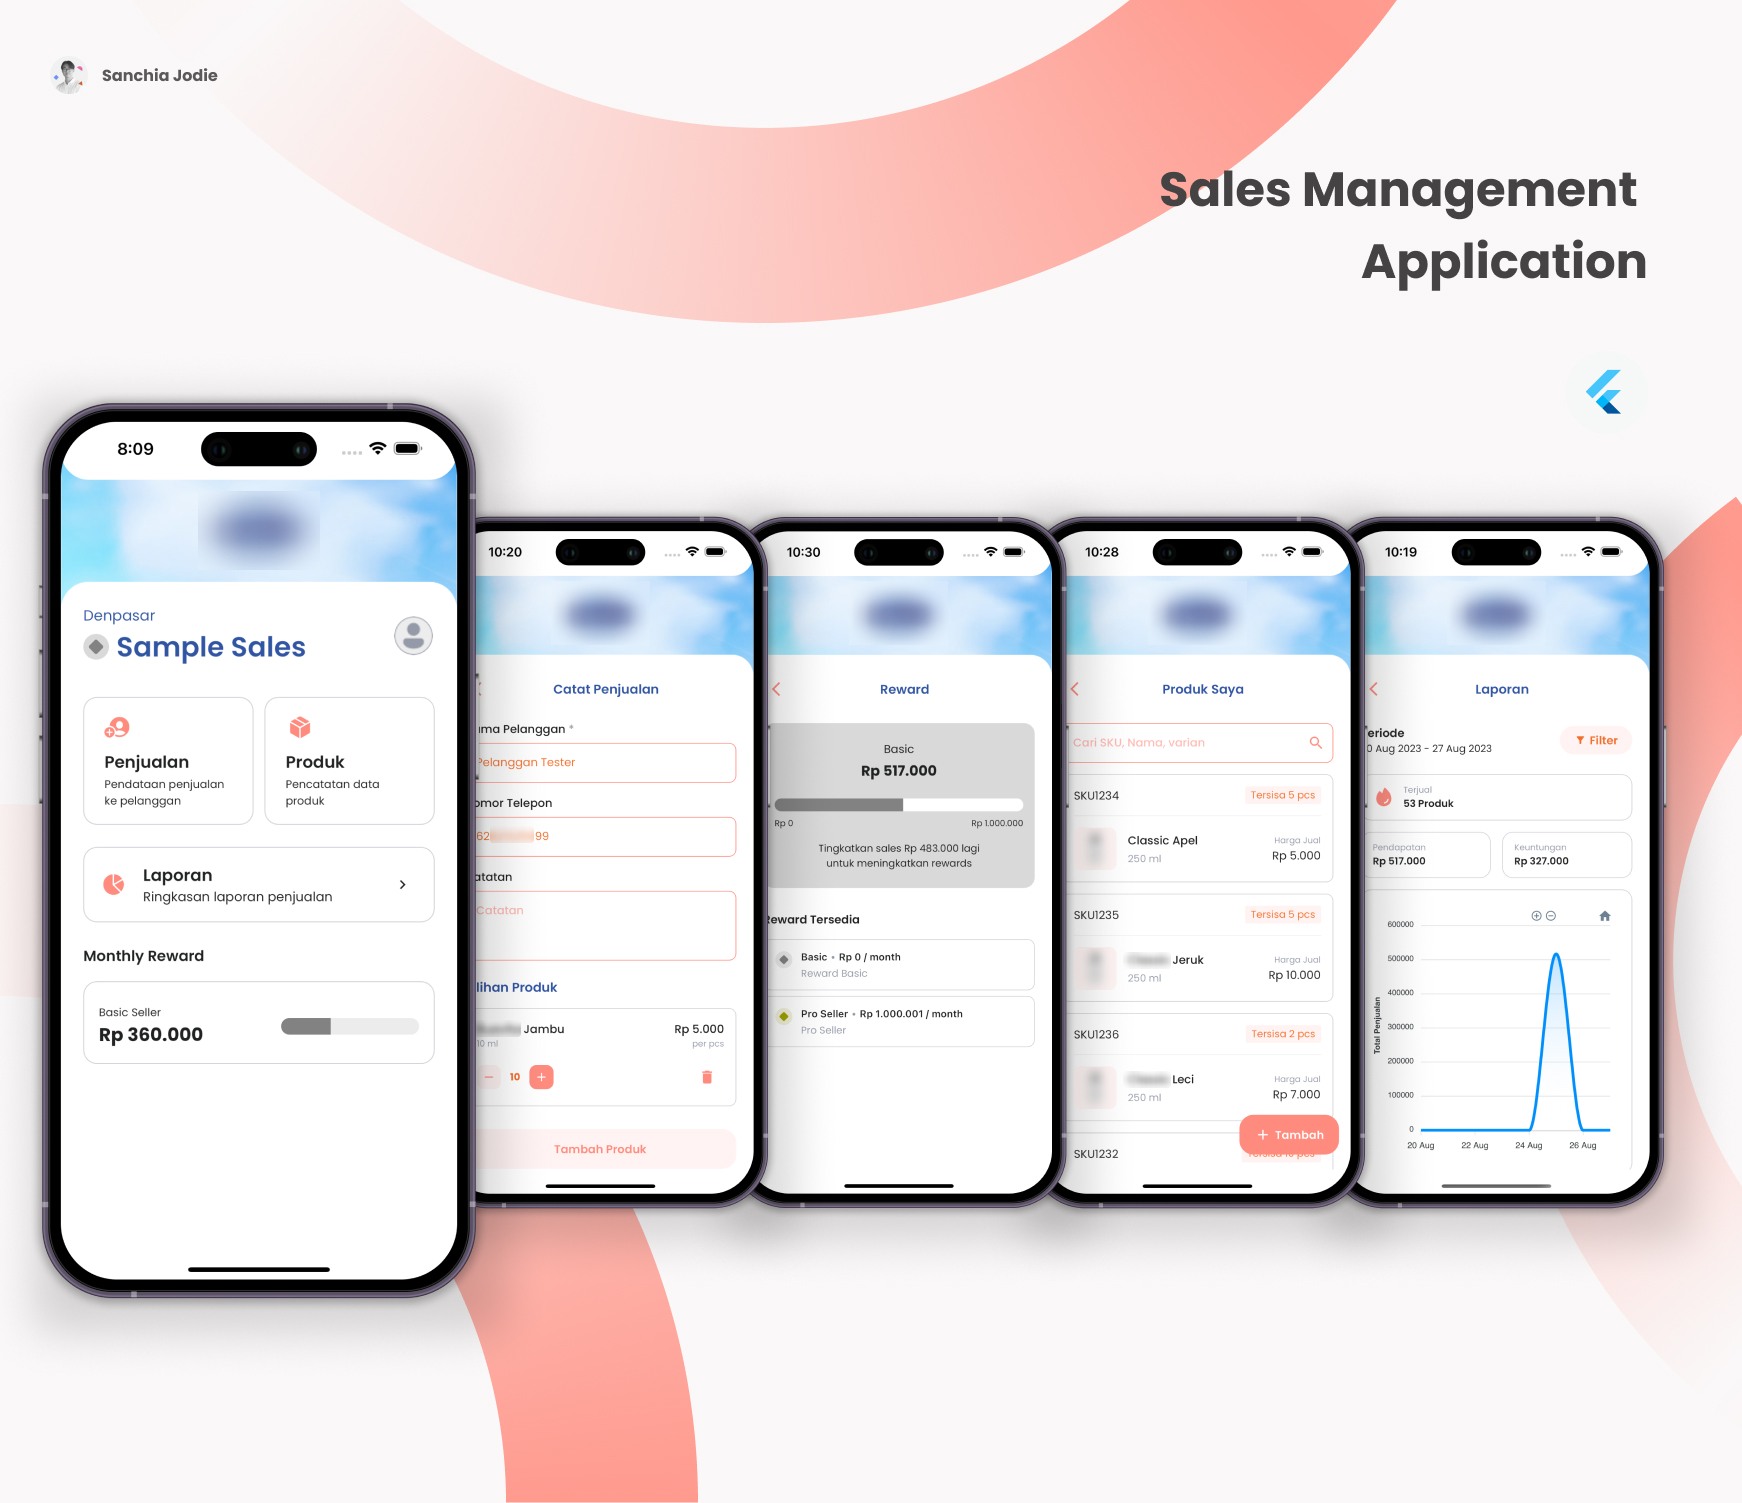 Sanchia Jodie
Sales Management
Application
8:09
Denpasar
Sample Sales
Penjualan
Pendataan penjualan
ke pelanggan
Produk
Pencatatan data
produk
Laporan
Ringkasan laporan penjualan
Monthly Reward
Basic Seller
Rp 360.000
10:20
Catat Penjualan
ma Pelanggan *
Pelanggan Tester
omor Telepon
62 99
atatan
Catatan
lihan Produk
Jambu
Rp 5.000
10 ml
per pcs
− 10 +
Tambah Produk
10:30
Reward
Basic
Rp 517.000
Rp 0
Rp 1.000.000
Tingkatkan sales Rp 483.000 lagi
untuk meningkatkan rewards
Reward Tersedia
Basic • Rp 0 / month
Reward Basic
Pro Seller • Rp 1.000.001 / month
Pro Seller
10:28
Produk Saya
Cari SKU, Nama, varian
SKU1234
Tersisa 5 pcs
Classic Apel
250 ml
Harga Jual
Rp 5.000
SKU1235
Tersisa 5 pcs
Jeruk
250 ml
Harga Jual
Rp 10.000
SKU1236
Tersisa 2 pcs
Leci
250 ml
Harga Jual
Rp 7.000
+ Tambah
SKU1232
10:19
Laporan
eriode
0 Aug 2023 - 27 Aug 2023
Filter
Terjual
53 Produk
Pendapatan
Rp 517.000
Keuntungan
Rp 327.000
Total Penjualan
600000
500000
400000
300000
200000
100000
0
20 Aug
22 Aug
24 Aug
26 Aug